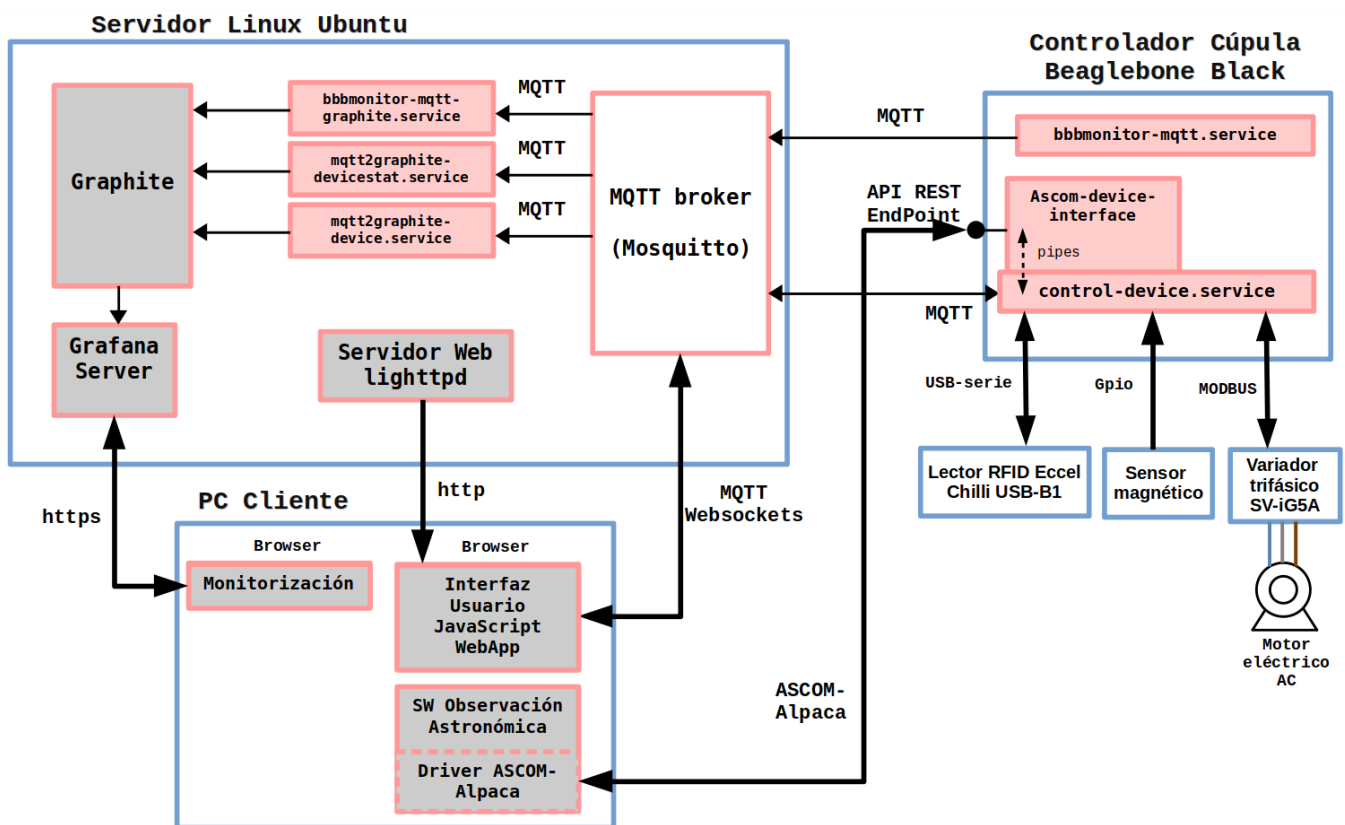 Servidor Linux Ubuntu
Controlador Cúpula
Beaglebone Black
bbbmonitor-mqtt-
graphite.service
mqtt2graphite-
devicestat.service
mqtt2graphite-
device.service
Graphite
MQTT
MQTT
MQTT
MQTT broker
(Mosquitto)
MQTT
bbbmonitor-mqtt.service
API REST
EndPoint
Ascom-device-
interface
pipes
control-device.service
MQTT
Grafana
Server
Servidor Web
lighttpd
USB-serie
Gpio
MODBUS
Lector RFID Eccel
Chilli USB-B1
Sensor
magnético
Variador
trifásico
SV-iG5A
Motor
eléctrico
AC
https
http
MQTT
Websockets
PC Cliente
Browser
Monitorización
Browser
Interfaz
Usuario
JavaScript
WebApp
SW Observación
Astronómica
Driver ASCOM-
Alpaca
ASCOM-
Alpaca